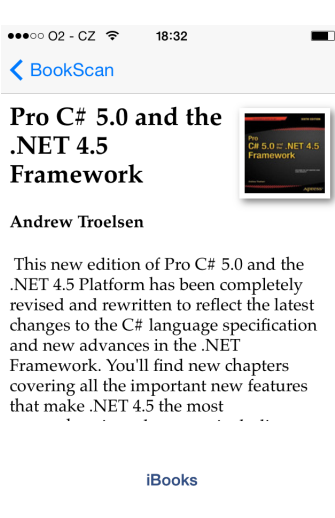 O2 - CZ 18:32
BookScan
Pro C# 5.0 and the
.NET 4.5
Framework
Pro
C# 5.0 and the .NET 4.5
Framework
Andrew Troelsen
This new edition of Pro C# 5.0 and the
.NET 4.5 Platform has been completely
revised and rewritten to reflect the latest
changes to the C# language specification
and new advances in the .NET
Framework. You'll find new chapters
covering all the important new features
that make .NET 4.5 the most
iBooks